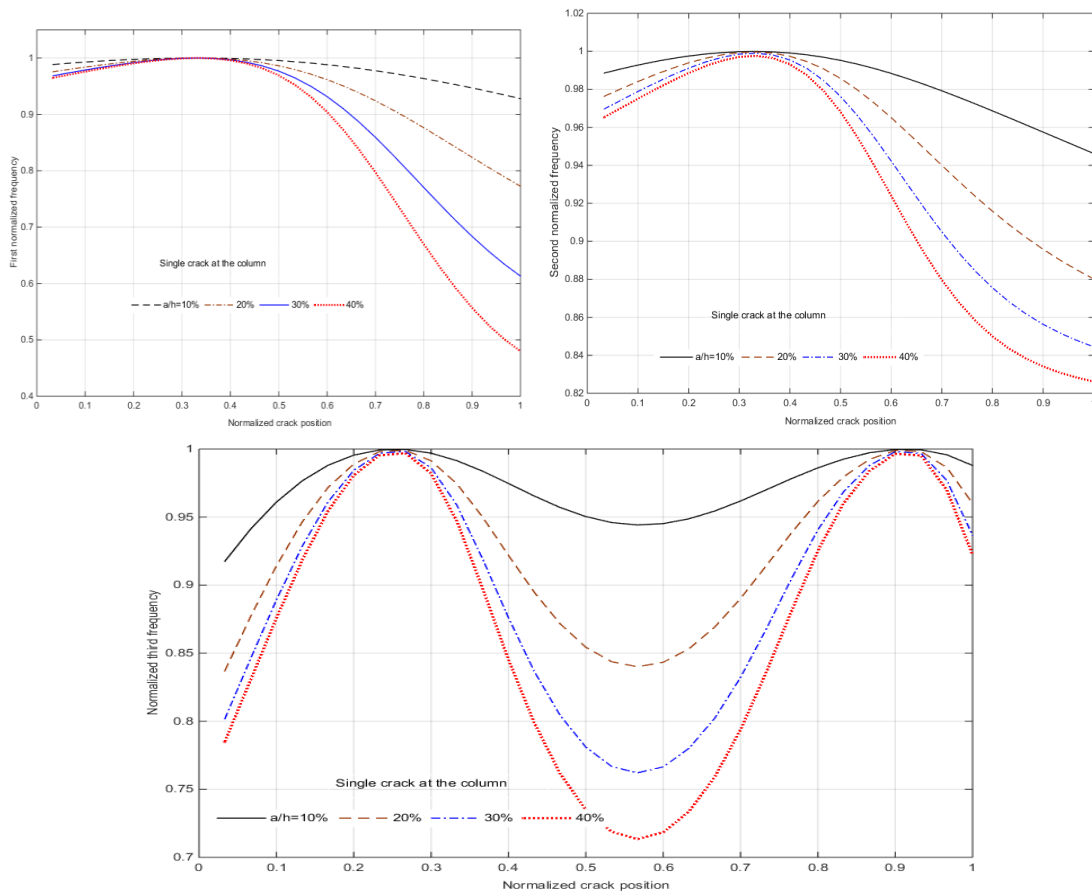 First normalized frequency
1
0.9
0.8
0.7
0.6
0.5
0.4
Single crack at the column
a/h=10% 20% 30% 40%
0 0.1 0.2 0.3 0.4 0.5 0.6 0.7 0.8 0.9 1
Normalized crack position
Second normalized frequency
1.02
1.00
0.98
0.96
0.94
0.92
0.9
0.88
0.86
0.84
0.82
Single crack at the column
a/h=10% 20% 30% 40%
0 0.1 0.2 0.3 0.4 0.5 0.6 0.7 0.8 0.9 1
Normalized crack position
Normalized third frequency
1
0.95
0.9
0.85
0.8
0.75
0.7
Single crack at the column
a/h=10% 20% 30% 40%
0 0.1 0.2 0.3 0.4 0.5 0.6 0.7 0.8 0.9 1
Normalized crack position